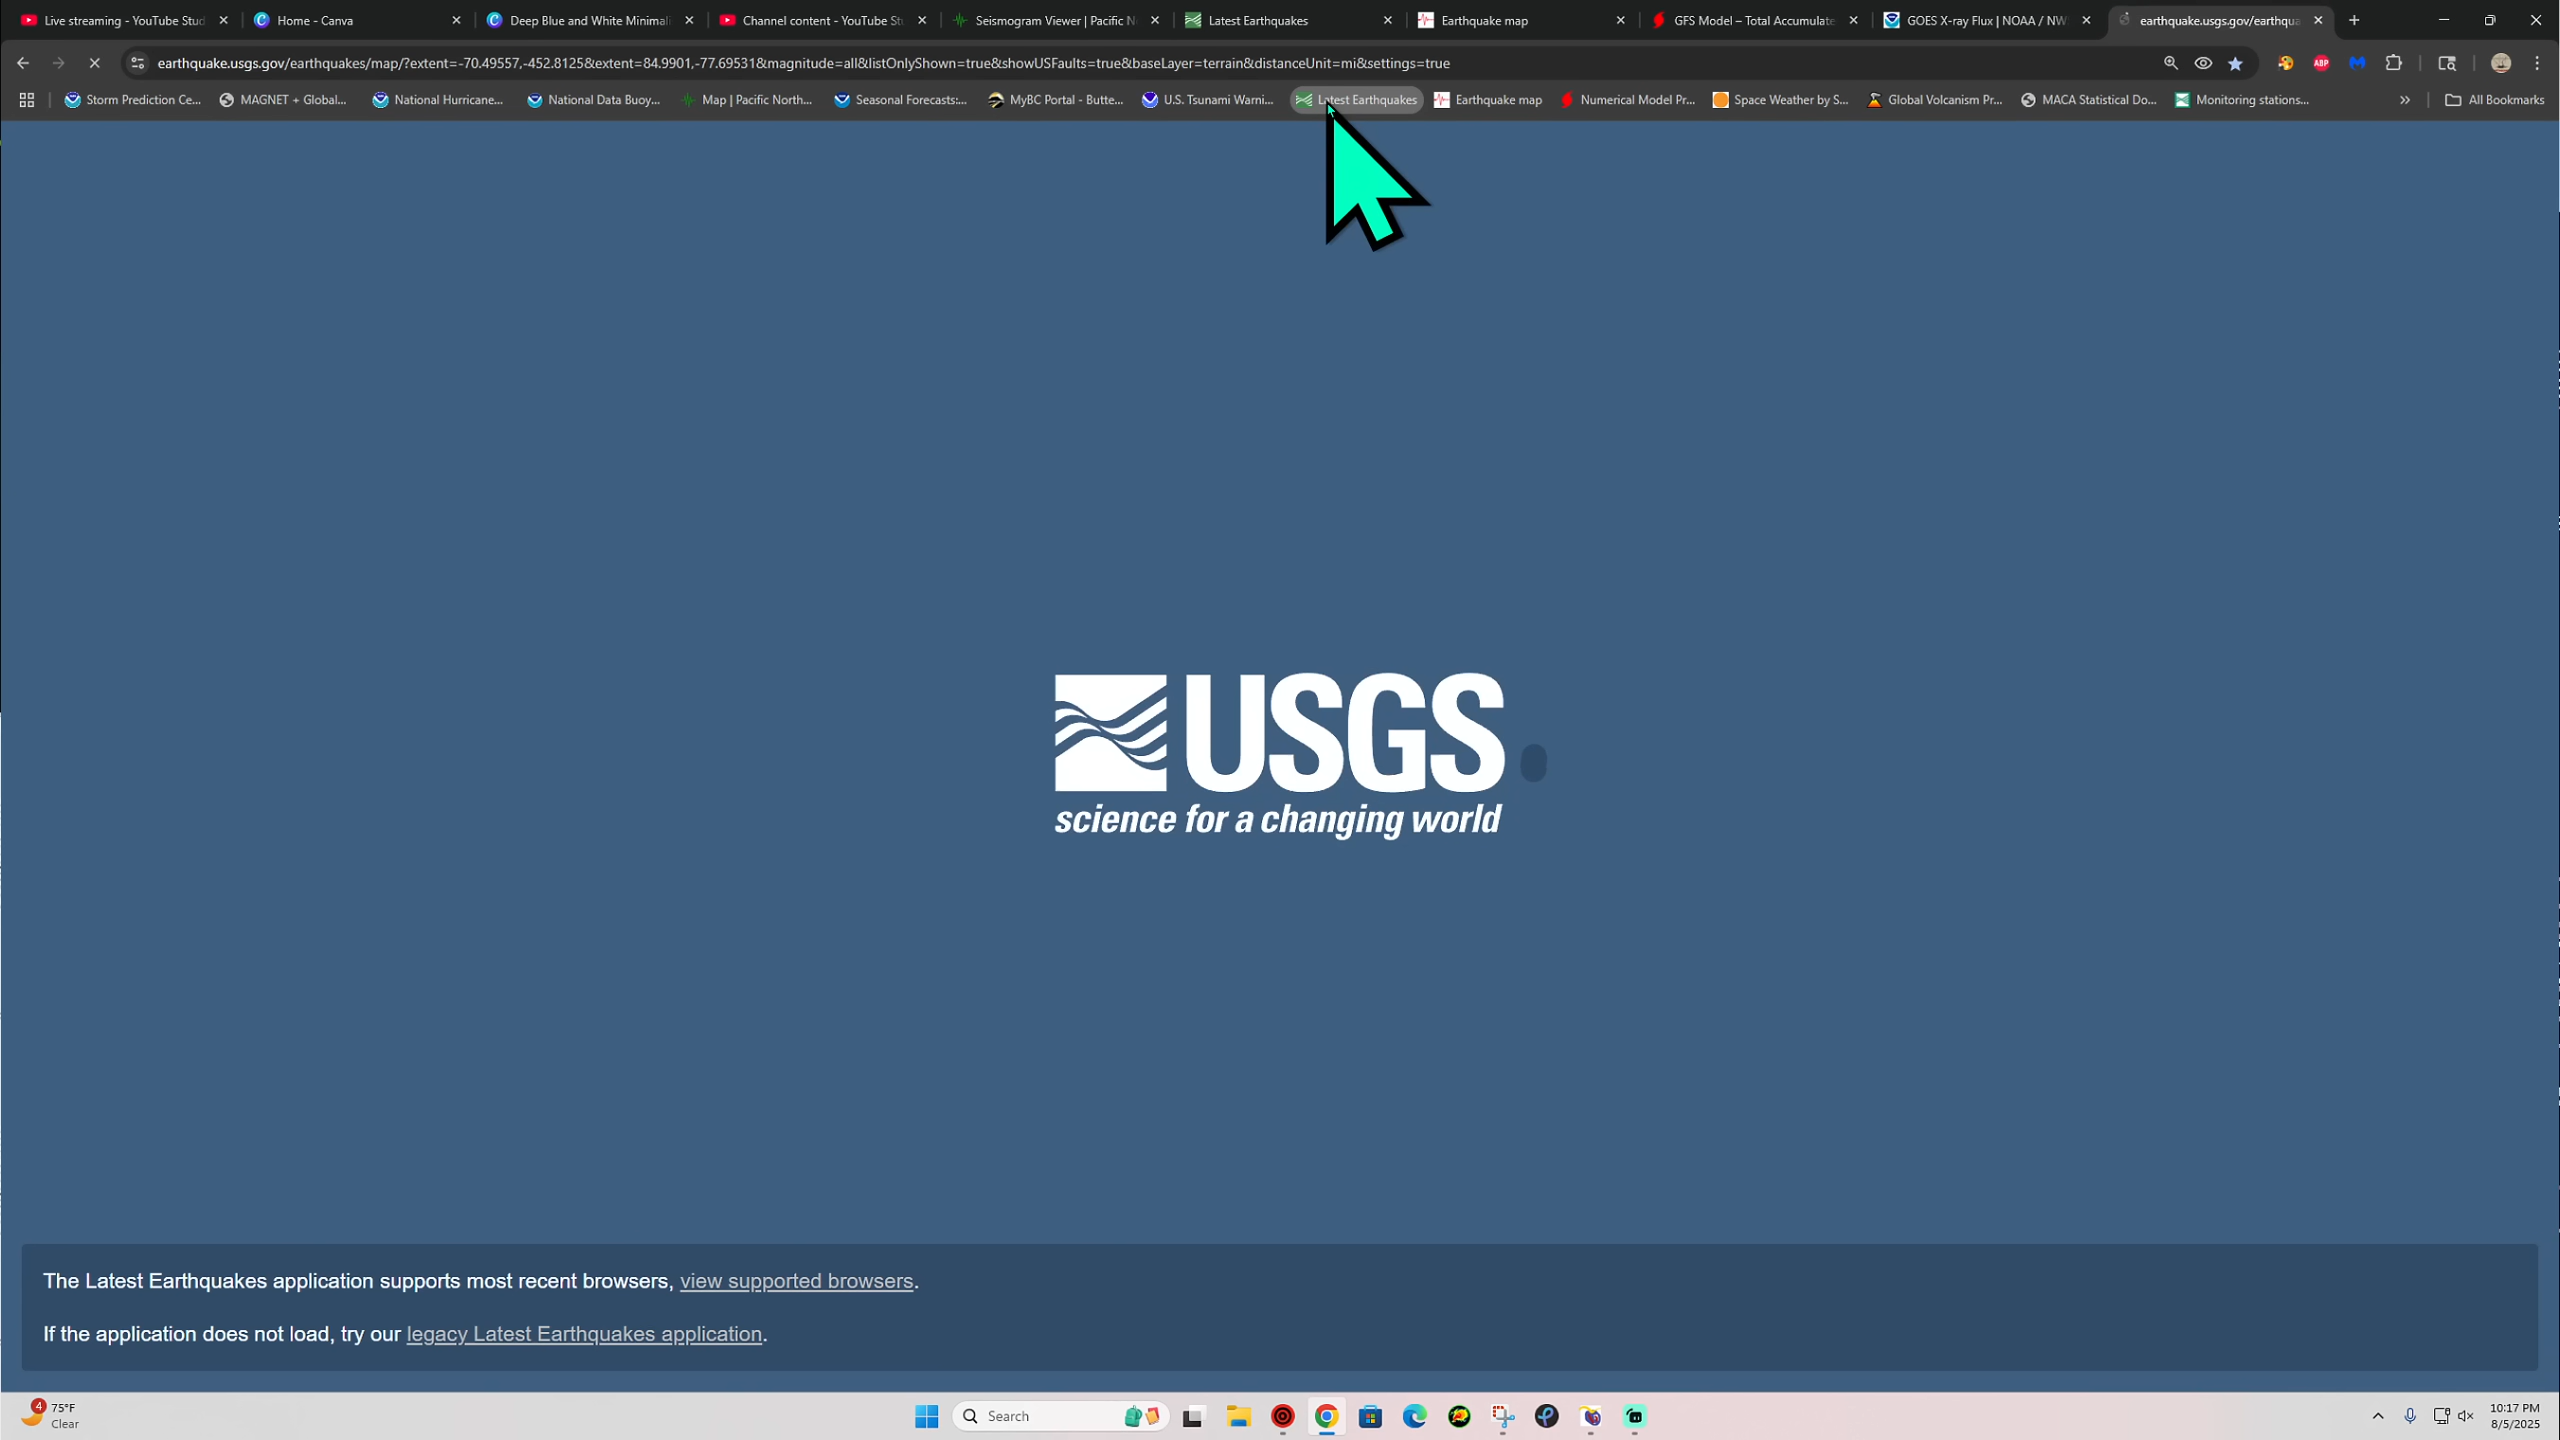 Live streaming - YouTube Stud
Home - Canva
Deep Blue and White Minimali
Channel content - YouTube St
Seismogram Viewer | Pacific N
Latest Earthquakes
Earthquake map
GFS Model – Total Accumulate
GOES X-ray Flux | NOAA / NW
earthquake.usgs.gov/earthqua
earthquake.usgs.gov/earthquakes/map/?extent=-70.49557,-452.8125&extent=84.9901,-77.69531&magnitude=all&listOnlyShown=true&showUSFaults=true&baseLayer=terrain&distanceUnit=mi&settings=true
ABP
Storm Prediction Ce...
MAGNET + Global...
National Hurricane...
National Data Buoy...
Map | Pacific North...
Seasonal Forecasts:...
MyBC Portal - Butte...
U.S. Tsunami Warni...
Latest Earthquakes
Earthquake map
Numerical Model Pr...
Space Weather by S...
Global Volcanism Pr...
MACA Statistical Do...
Monitoring stations...
All Bookmarks
USGS
science for a changing world
The Latest Earthquakes application supports most recent browsers, view supported browsers.
If the application does not load, try our legacy Latest Earthquakes application.
4
75°F
Clear
Search
10:17 PM
8/5/2025